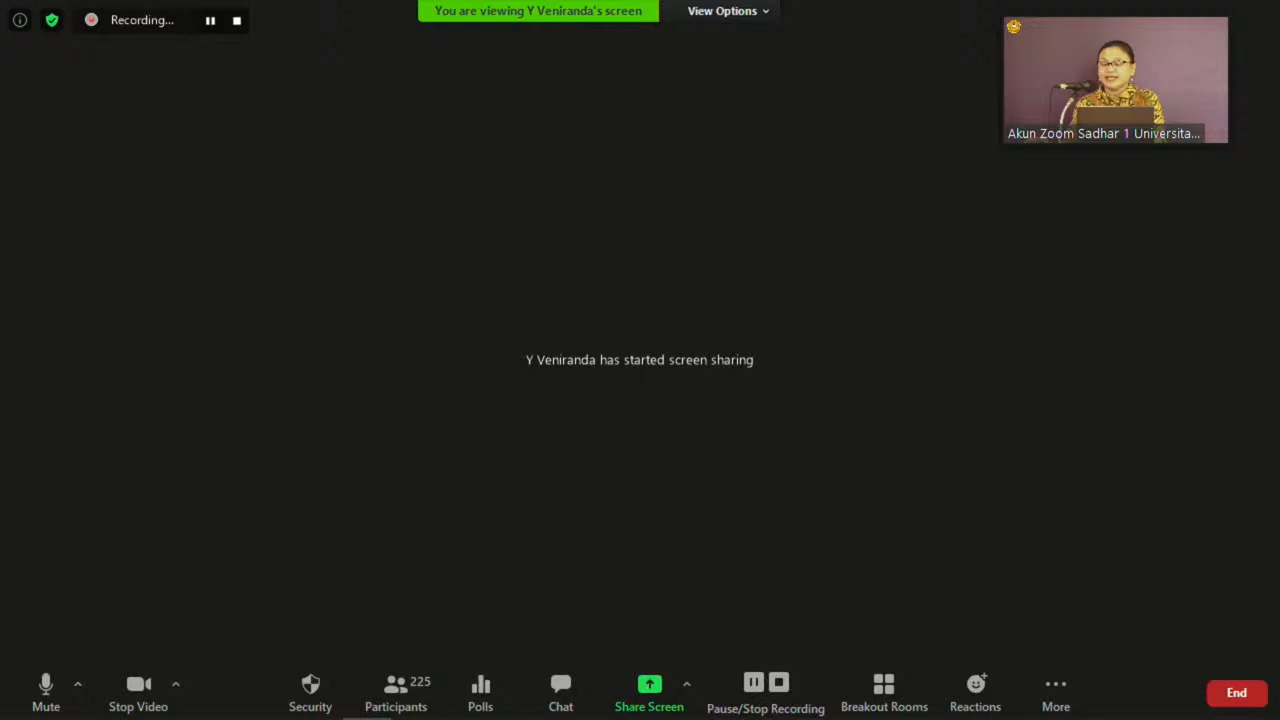 Recording...
You are viewing Y Veniranda's screen
View Options
Akun Zoom Sadhar 1 Universita...
Y Veniranda has started screen sharing
Mute
Stop Video
Security
Participants
225
Polls
Chat
Share Screen
Pause/Stop Recording
Breakout Rooms
Reactions
More
End